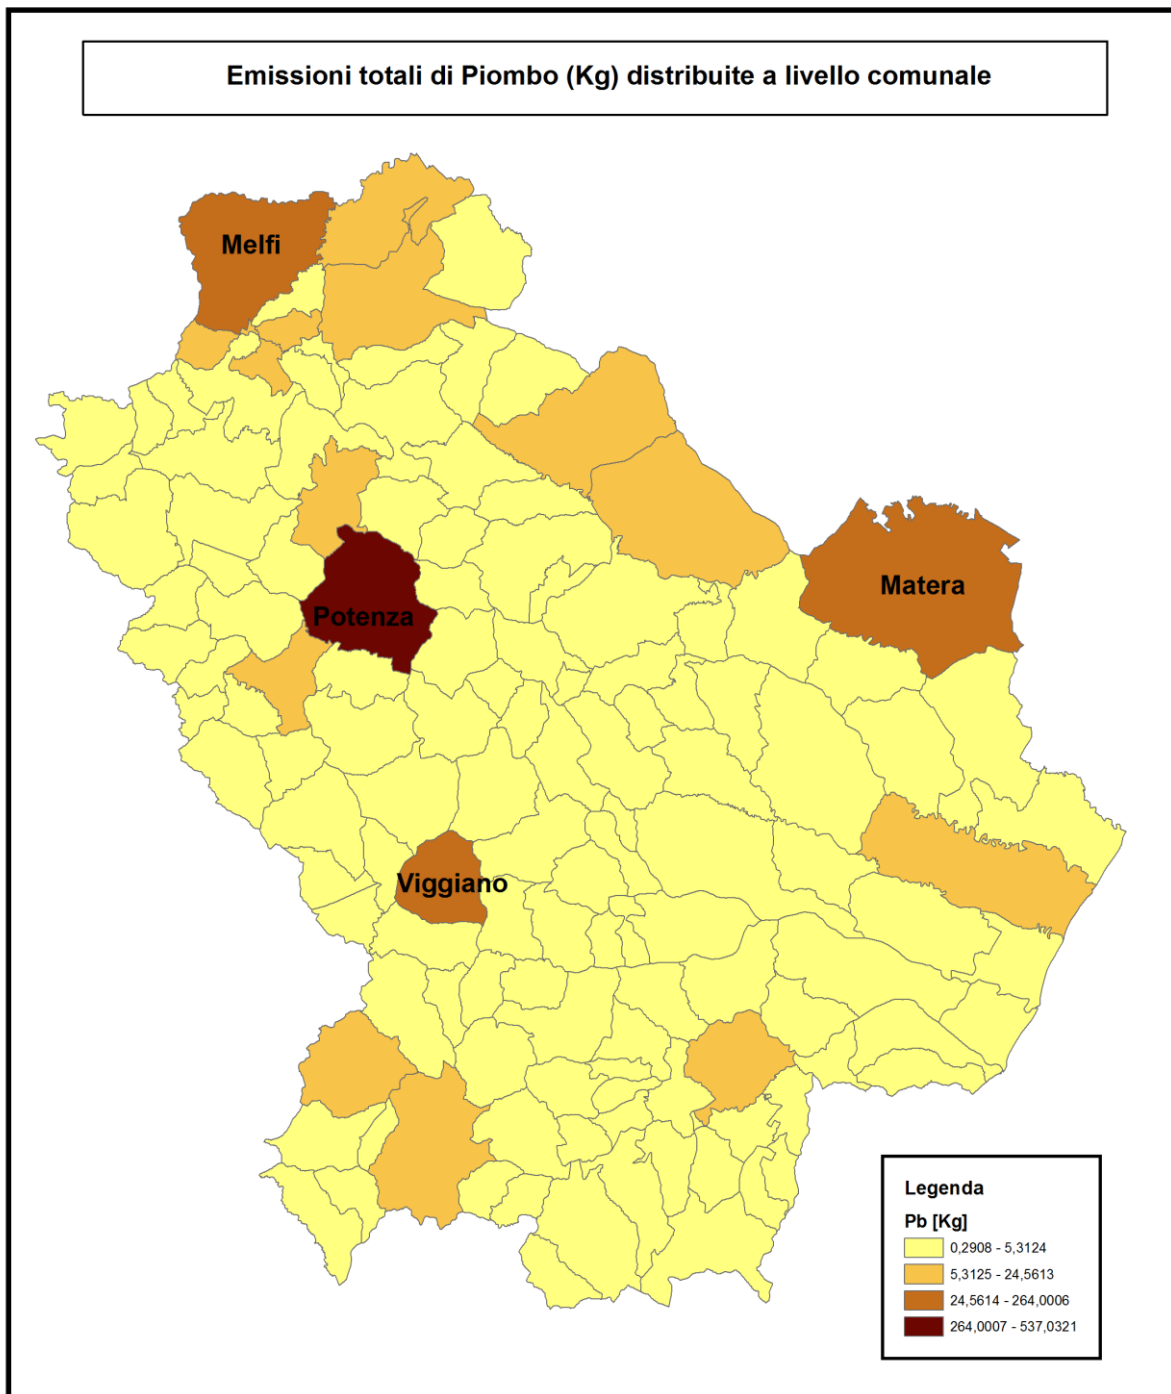 Emissioni totali di Piombo (Kg) distribuite a livello comunale
Melfi
Matera
Potenza
Viggiano
Legenda
Pb [Kg]
0,2908 - 5,3124
5,3125 - 24,5613
24,5614 - 264,0006
264,0007 - 537,0321